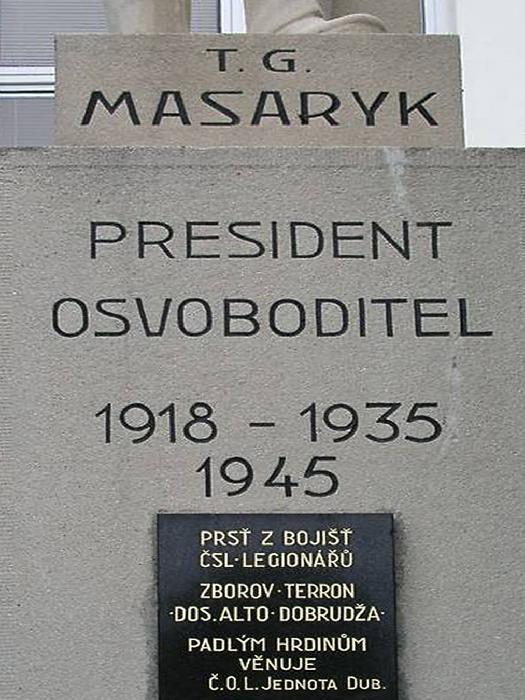 T. G.
MASARYK
PRESIDENT
OSVOBODITEL
1918 - 1935
1945
PRSŤ Z BOJIŠŤ
ČSL·LEGIONÁŘŮ
ZBOROV·TERRON
·DOS.ALTO·DOBRUDŽA·
PADLÝM HRDINŮM
VĚNUJE
Č.O.L.JEDNOTA DUB.